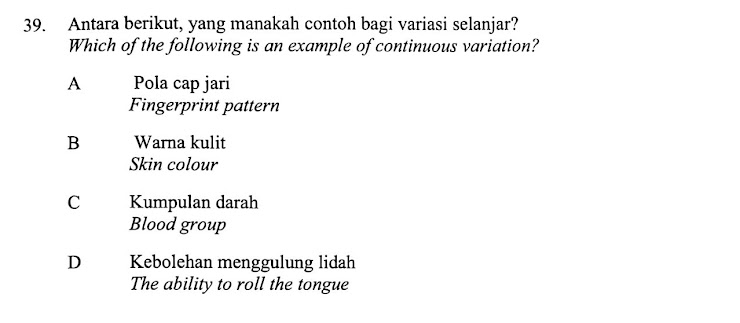 39. Antara berikut, yang manakah contoh bagi variasi selanjar?
Which of the following is an example of continuous variation?
A Pola cap jari
Fingerprint pattern
B Warna kulit
Skin colour
C Kumpulan darah
Blood group
D Kebolehan menggulung lidah
The ability to roll the tongue